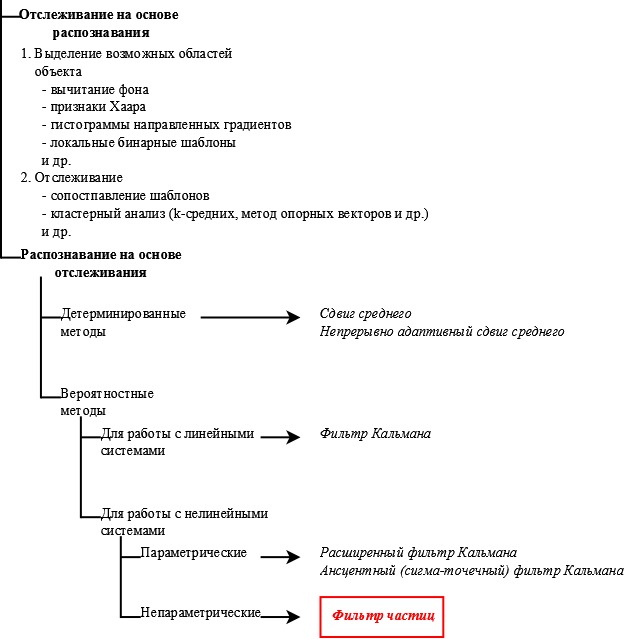 Отслеживание на основе
распознавания
1. Выделение возможных областей
объекта
- вычитание фона
- признаки Хаара
- гистограммы направленных градиентов
- локальные бинарные шаблоны
и др.
2. Отслеживание
- сопостпавление шаблонов
- кластерный анализ (k-средних, метод опорных векторов и др.)
и др.
Распознавание на основе
отслеживания
Детерминированные
методы
Сдвиг среднего
Непрерывно адаптивный сдвиг среднего
Вероятностные
методы
Для работы с линейными
системами
Фильтр Кальмана
Для работы с нелинейными
системами
Параметрические
Расширенный фильтр Кальмана
Ансцентный (сигма-точечный) фильтр Кальмана
Непараметрические
Фильтр частиц